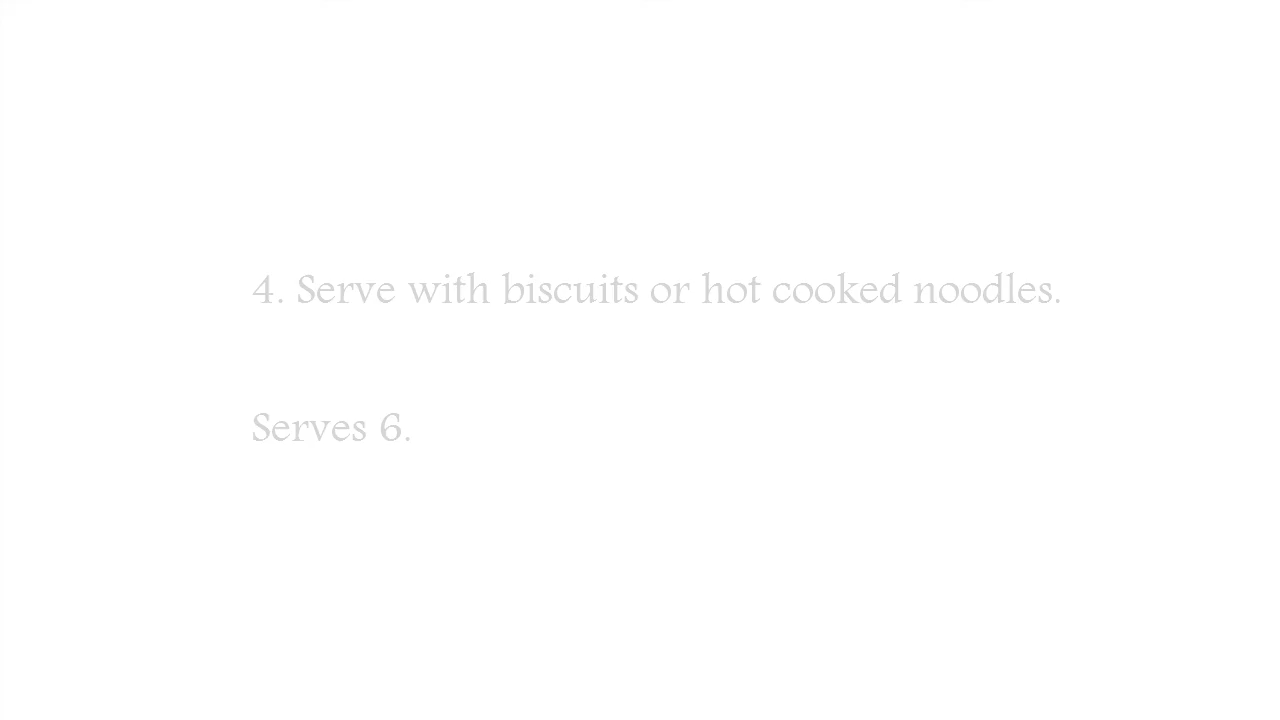 4. Serve with biscuits or hot cooked noodles.
Serves 6.